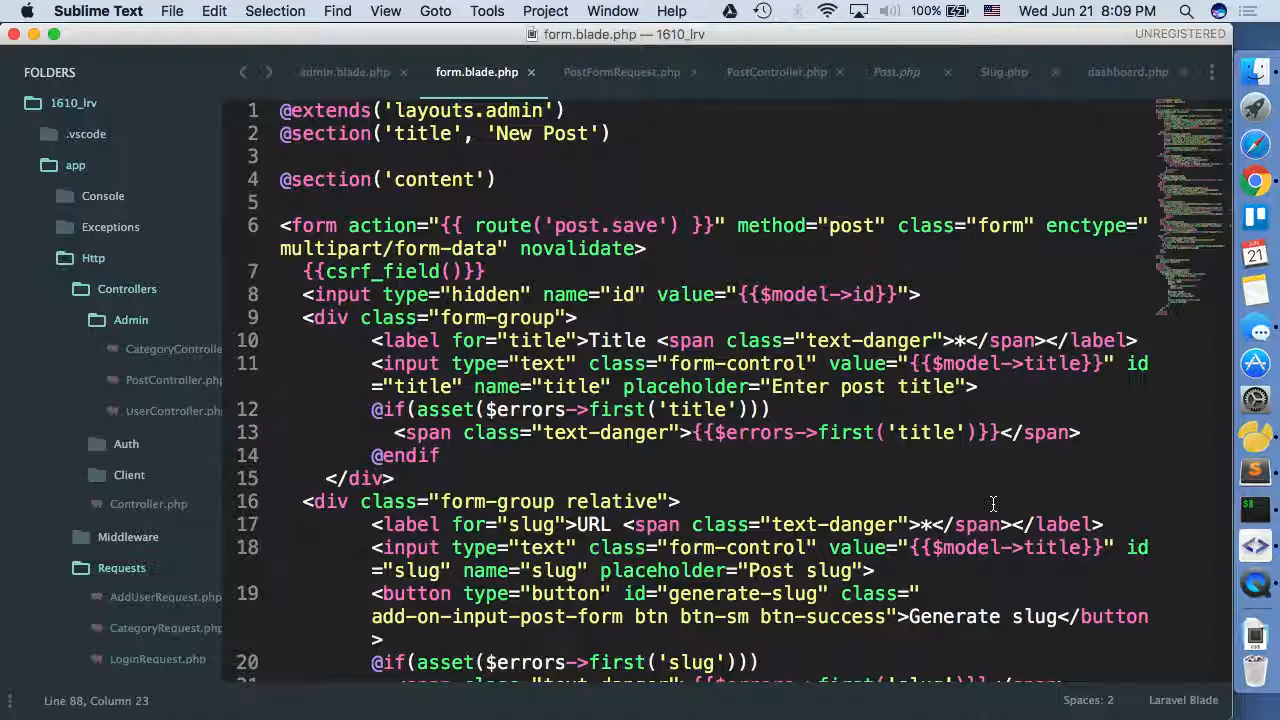 Sublime Text File Edit Selection Find View Goto Tools Project Window Help 100% Wed Jun 21 8:09 PM
form.blade.php — 1610_lrv UNREGISTERED
FOLDERS
1610_lrv
.vscode
app
Console
Exceptions
Http
Controllers
Admin
CategoryControlle
PostController.php
UserController.php
Auth
Client
Controller.php
Middleware
Requests
AddUserRequest.php
CategoryRequest.php
LoginRequest.php
admin.blade.php × form.blade.php × PostFormRequest.php × PostController.php × Post.php × Slug.php × dashboard.php
1 @extends('layouts.admin')
2 @section('title', 'New Post')
3
4 @section('content')
5
6 <form action="{{ route('post.save') }}" method="post" class="form" enctype="
multipart/form-data" novalidate>
7 {{csrf_field()}}
8 <input type="hidden" name="id" value="{{$model->id}}">
9 <div class="form-group">
10 <label for="title">Title <span class="text-danger">*</span></label>
11 <input type="text" class="form-control" value="{{$model->title}}" id
="title" name="title" placeholder="Enter post title">
12 @if(asset($errors->first('title')))
13 <span class="text-danger">{{$errors->first('title')}}</span>
14 @endif
15 </div>
16 <div class="form-group relative">
17 <label for="slug">URL <span class="text-danger">*</span></label>
18 <input type="text" class="form-control" value="{{$model->title}}" id
="slug" name="slug" placeholder="Post slug">
19 <button type="button" id="generate-slug" class="
add-on-input-post-form btn btn-sm btn-success">Generate slug</button
>
20 @if(asset($errors->first('slug')))
21 <span class="text-danger">{{$errors->first('slug')}}</span>
Line 88, Column 23 Spaces: 2 Laravel Blade